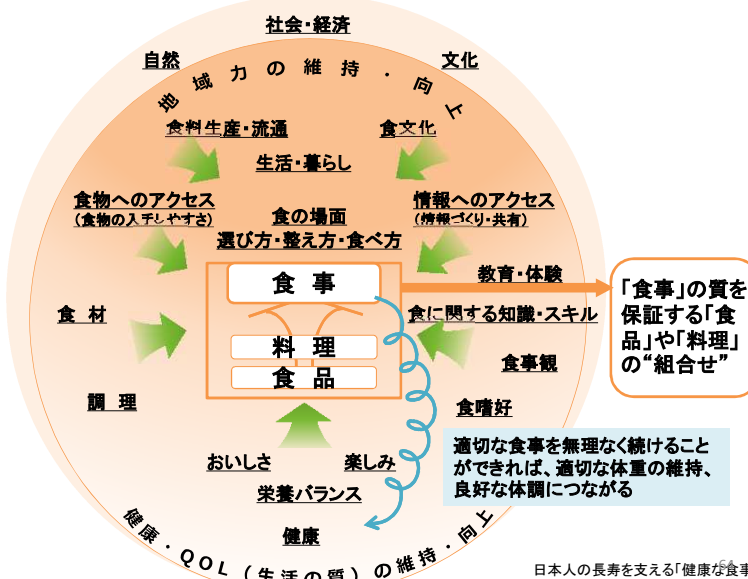 社会・経済
自然
文化
地域力の維持・向上
食料生産・流通
食文化
生活・暮らし
食物へのアクセス
(食物の入手しやすさ)
情報へのアクセス
(情報づくり・共有)
食の場面
選び方・整え方・食べ方
食 事
教育・体験
「食事」の質を
保証する「食
品」や「料理」
の“組合せ”
食 材
食に関する知識・スキル
料 理
食事観
食 品
調 理
食嗜好
適切な食事を無理なく続けること
ができれば、適切な体重の維持、
良好な体調につながる
おいしさ
楽しみ
栄養バランス
健康
健康・QOL(生活の質)の維持・向上
日本人の長寿を支える「健康な食事